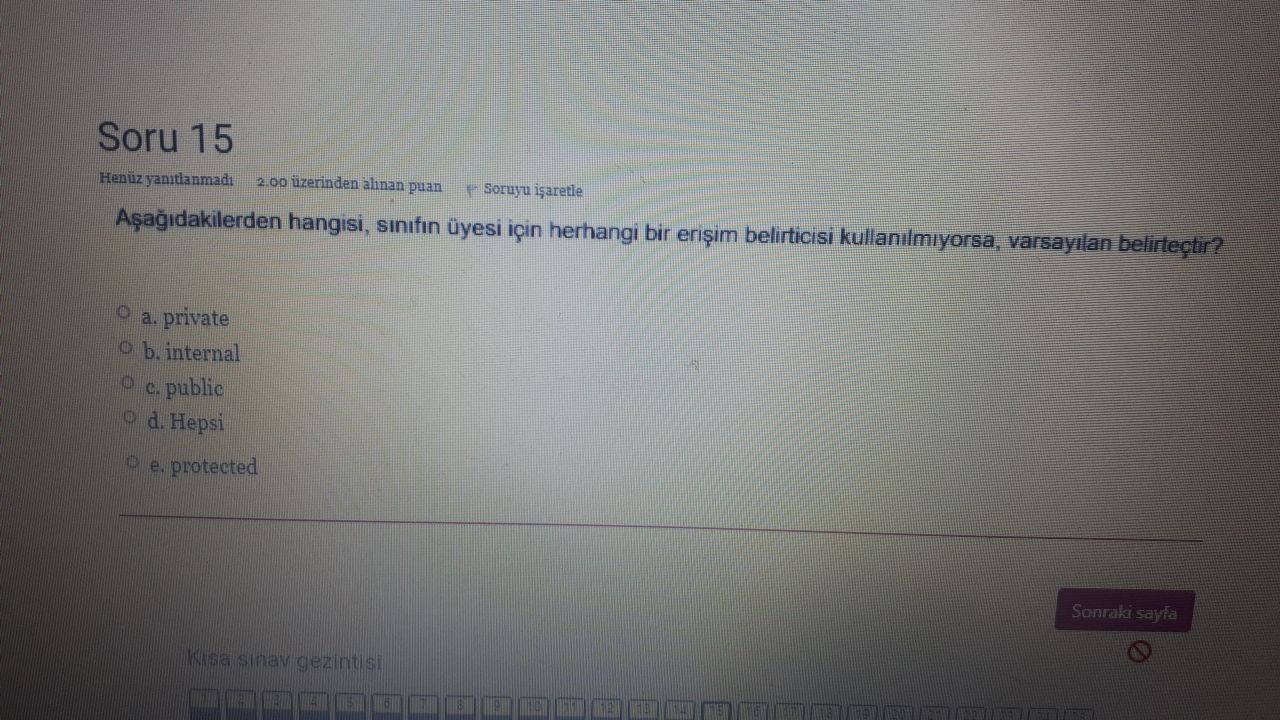 Soru 15
Henüz yanıtlanmadı 2.00 üzerinden alınan puan Soruyu işaretle
Aşağıdakilerden hangisi, sınıfın üyesi için herhangi bir erişim belirticisi kullanılmıyorsa, varsayılan belirteçtir?
a. private
b. internal
c. public
d. Hepsi
e. protected
Sonraki sayfa
Kısa sınav gezintisi
1 2 3 4 5 6 7 8 9 10 11 12 13 14 15 16 17 18 19 20 21 22